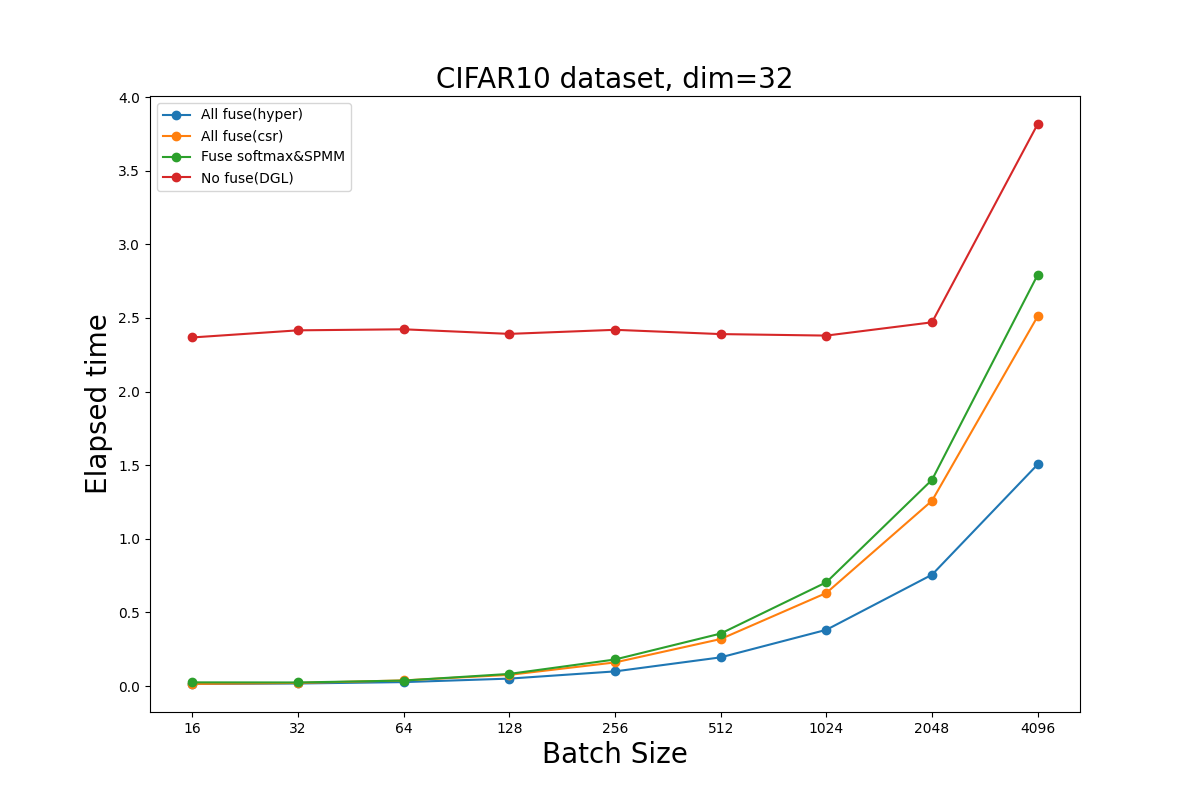 CIFAR10 dataset, dim=32
All fuse(hyper)
All fuse(csr)
Fuse softmax&SPMM
No fuse(DGL)
Elapsed time
4.0
3.5
3.0
2.5
2.0
1.5
1.0
0.5
0.0
16 32 64 128 256 512 1024 2048 4096
Batch Size